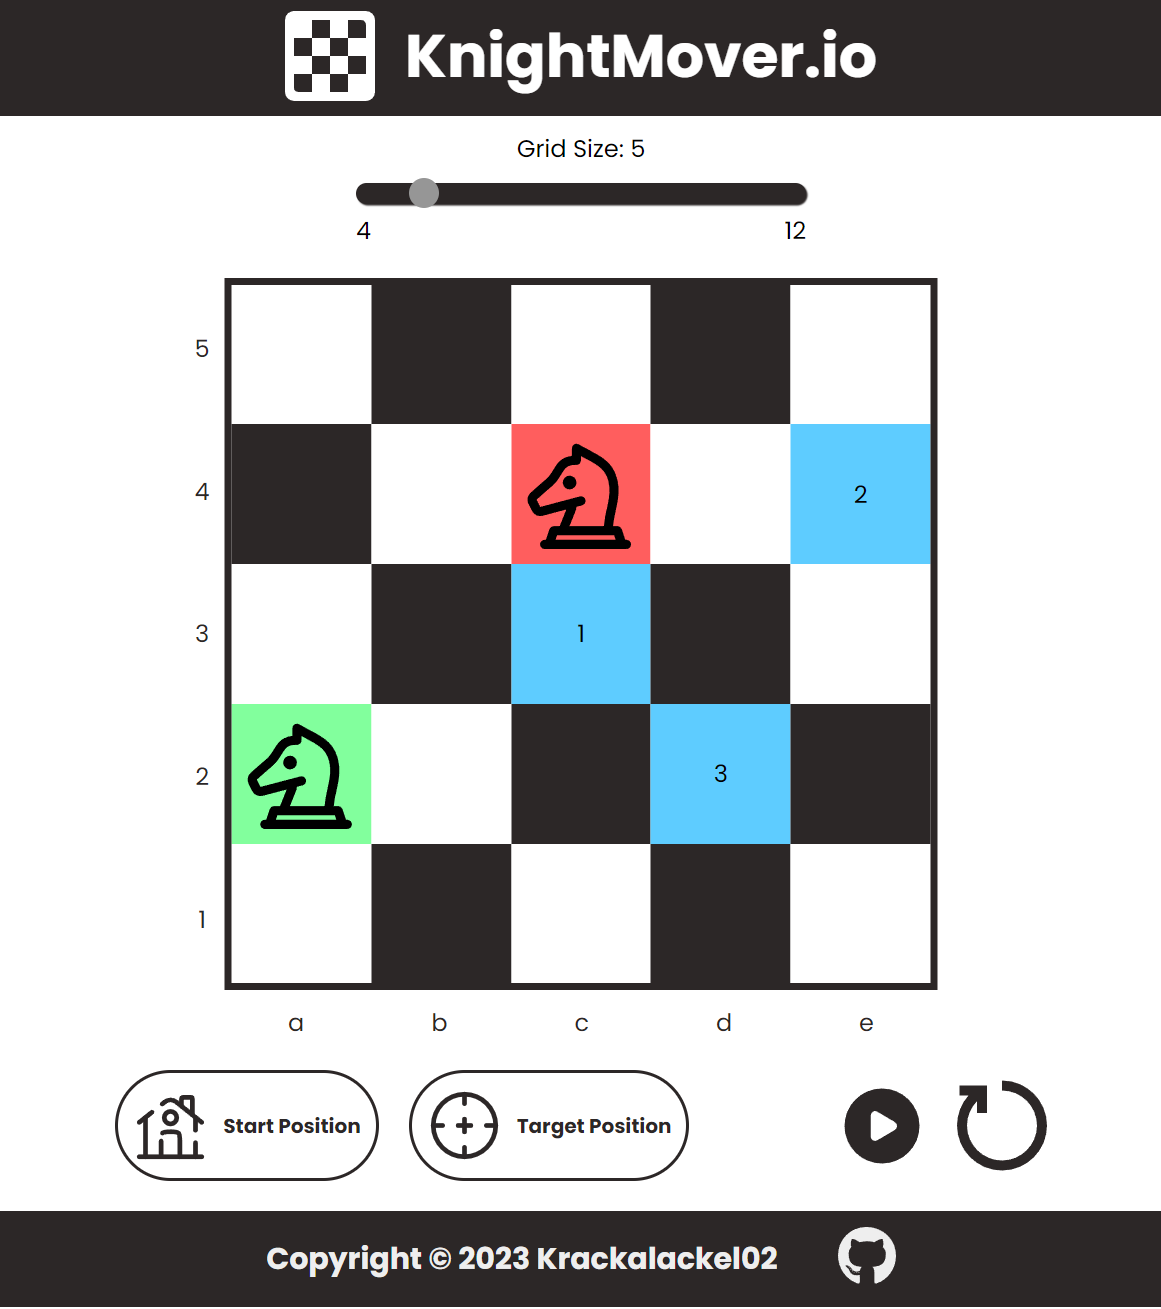 KnightMover.io
Grid Size: 5
4 12
5
4 2
3 1
2 3
1
a b c d e
Start Position Target Position
Copyright © 2023 Krackalackel02